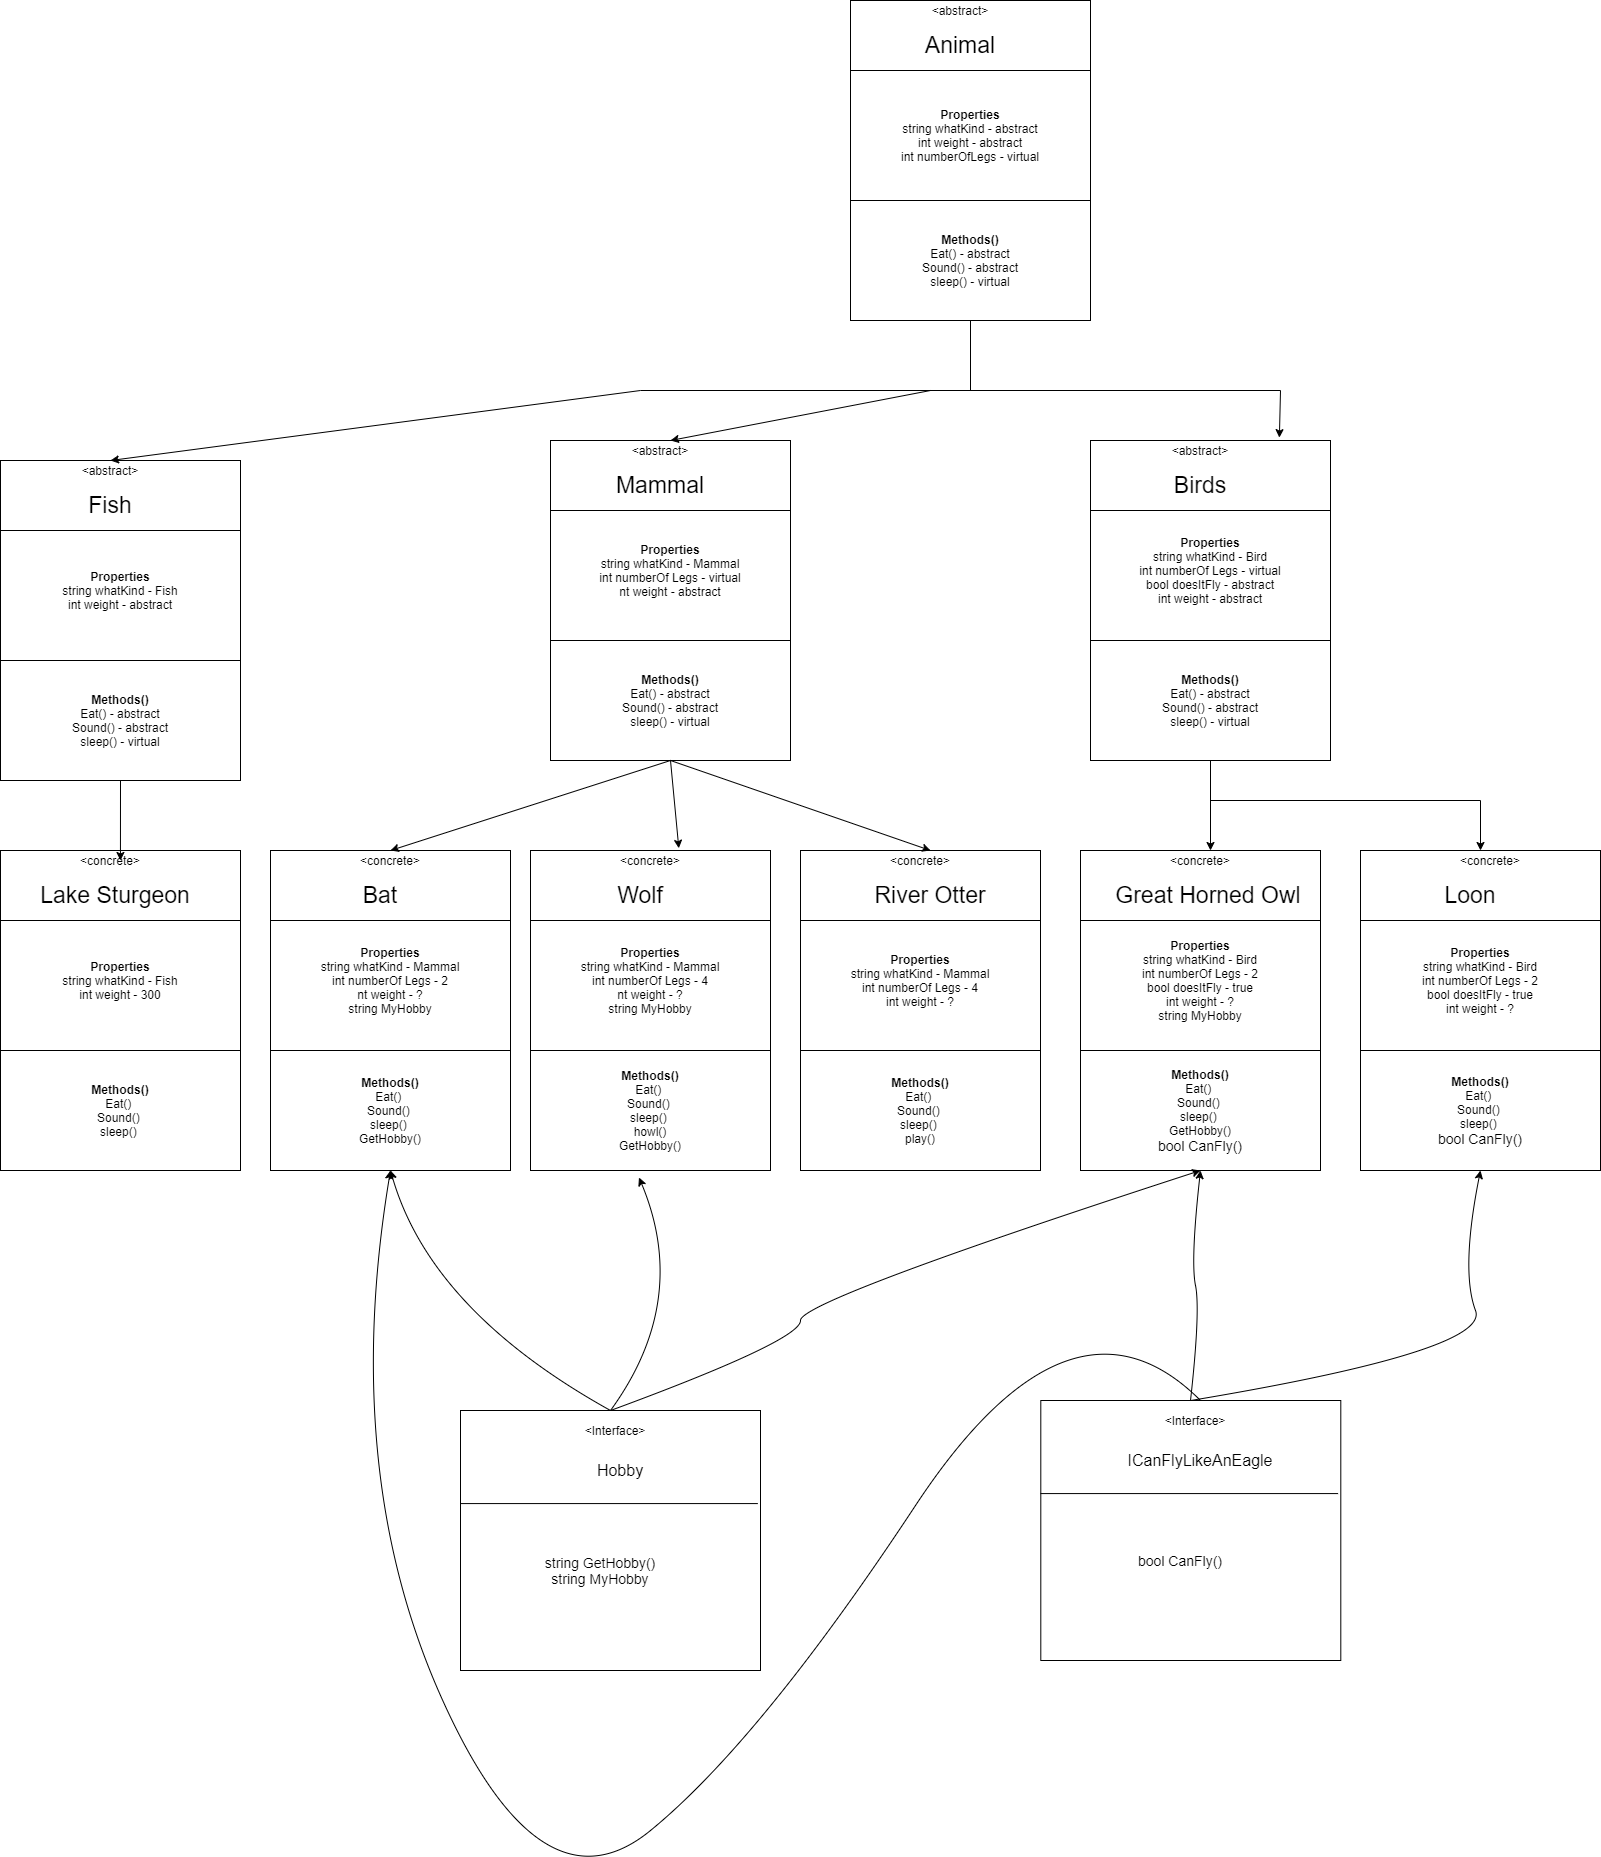 <abstract>
Animal
Properties
string whatKind - abstract
int weight - abstract
int numberOfLegs - virtual
Methods()
Eat() - abstract
Sound() - abstract
sleep() - virtual
<abstract>
Fish
Properties
string whatKind - Fish
int weight - abstract
Methods()
Eat() - abstract
Sound() - abstract
sleep() - virtual
<abstract>
Mammal
Properties
string whatKind - Mammal
int numberOf Legs - virtual
nt weight - abstract
Methods()
Eat() - abstract
Sound() - abstract
sleep() - virtual
<abstract>
Birds
Properties
string whatKind - Bird
int numberOf Legs - virtual
bool doesItFly - abstract
int weight - abstract
Methods()
Eat() - abstract
Sound() - abstract
sleep() - virtual
<concrete>
Lake Sturgeon
Properties
string whatKind - Fish
int weight - 300
Methods()
Eat()
Sound()
sleep()
<concrete>
Bat
Properties
string whatKind - Mammal
int numberOf Legs - 2
nt weight - ?
string MyHobby
Methods()
Eat()
Sound()
sleep()
GetHobby()
<concrete>
Wolf
Properties
string whatKind - Mammal
int numberOf Legs - 4
nt weight - ?
string MyHobby
Methods()
Eat()
Sound()
sleep()
howl()
GetHobby()
<concrete>
River Otter
Properties
string whatKind - Mammal
int numberOf Legs - 4
int weight - ?
Methods()
Eat()
Sound()
sleep()
play()
<concrete>
Great Horned Owl
Properties
string whatKind - Bird
int numberOf Legs - 2
bool doesItFly - true
int weight - ?
string MyHobby
Methods()
Eat()
Sound()
sleep()
GetHobby()
bool CanFly()
<concrete>
Loon
Properties
string whatKind - Bird
int numberOf Legs - 2
bool doesItFly - true
int weight - ?
Methods()
Eat()
Sound()
sleep()
bool CanFly()
<Interface>
Hobby
string GetHobby()
string MyHobby
<Interface>
ICanFlyLikeAnEagle
bool CanFly()